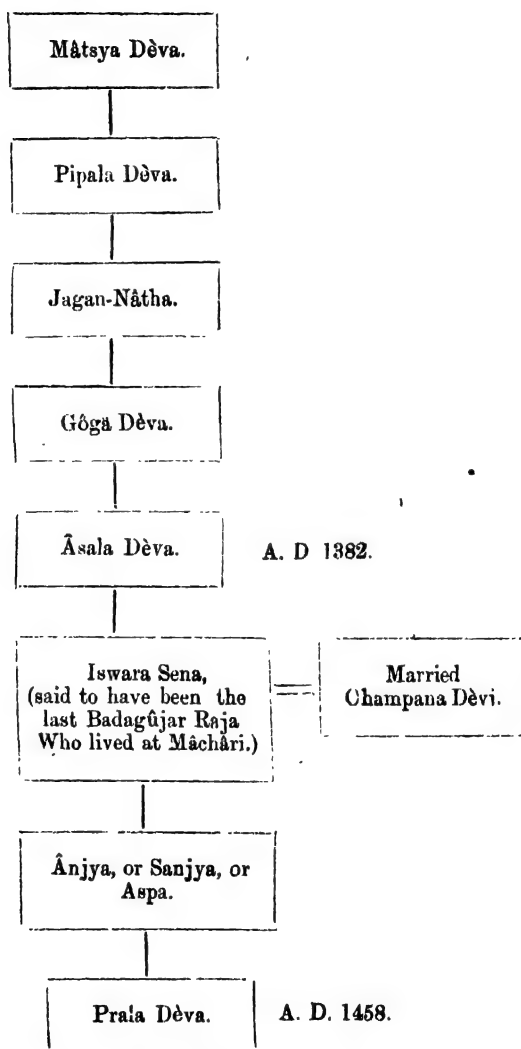 Mâtsya Dèva.
Pipala Dèva.
Jagan-Nâtha.
Gôga Dèva.
Âsala Dèva. A. D 1382.
Iswara Sena,
(said to have been the
last Badagûjar Raja
Who lived at Mâchâri.)
Married
Champana Dèvi.
Ânjya, or Sanjya, or
Aspa.
Prala Dèva. A. D. 1458.